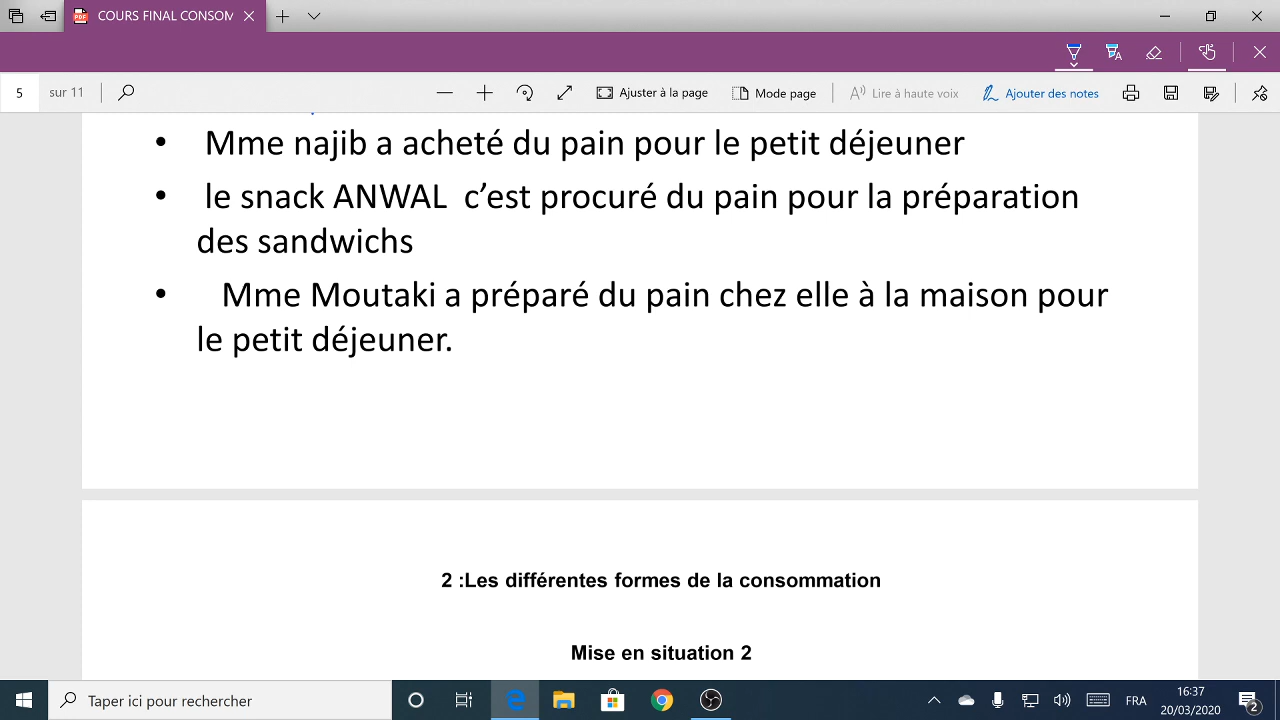 COURS FINAL CONSOM
5 sur 11 Ajuster à la page Mode page Lire à haute voix Ajouter des notes
• Mme najib a acheté du pain pour le petit déjeuner
• le snack ANWAL c’est procuré du pain pour la préparation
des sandwichs
• Mme Moutaki a préparé du pain chez elle à la maison pour
le petit déjeuner.
2 :Les différentes formes de la consommation
Mise en situation 2
Taper ici pour rechercher
FRA
16:37
20/03/2020
2